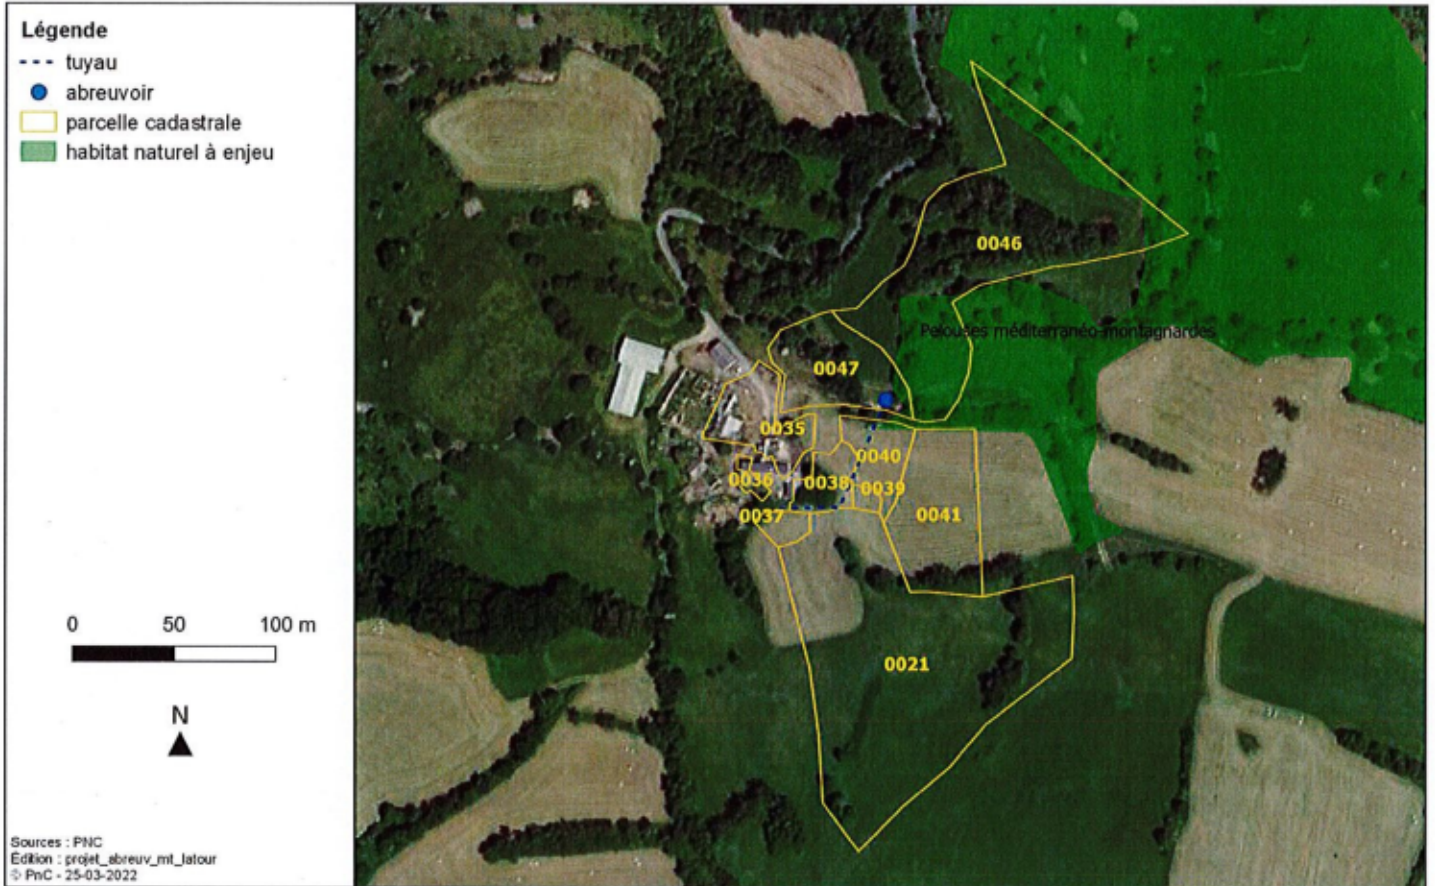 Légende
tuyau
abreuvoir
parcelle cadastrale
habitat naturel à enjeu
0046
Pelouses méditerranéo-montagnardes
0047
0035
0040
0036
0038
0039
0037
0041
0021
0 50 100 m
N
Sources : PNC
Édition : projet_abreuv_mt_latour
© PnC - 25-03-2022